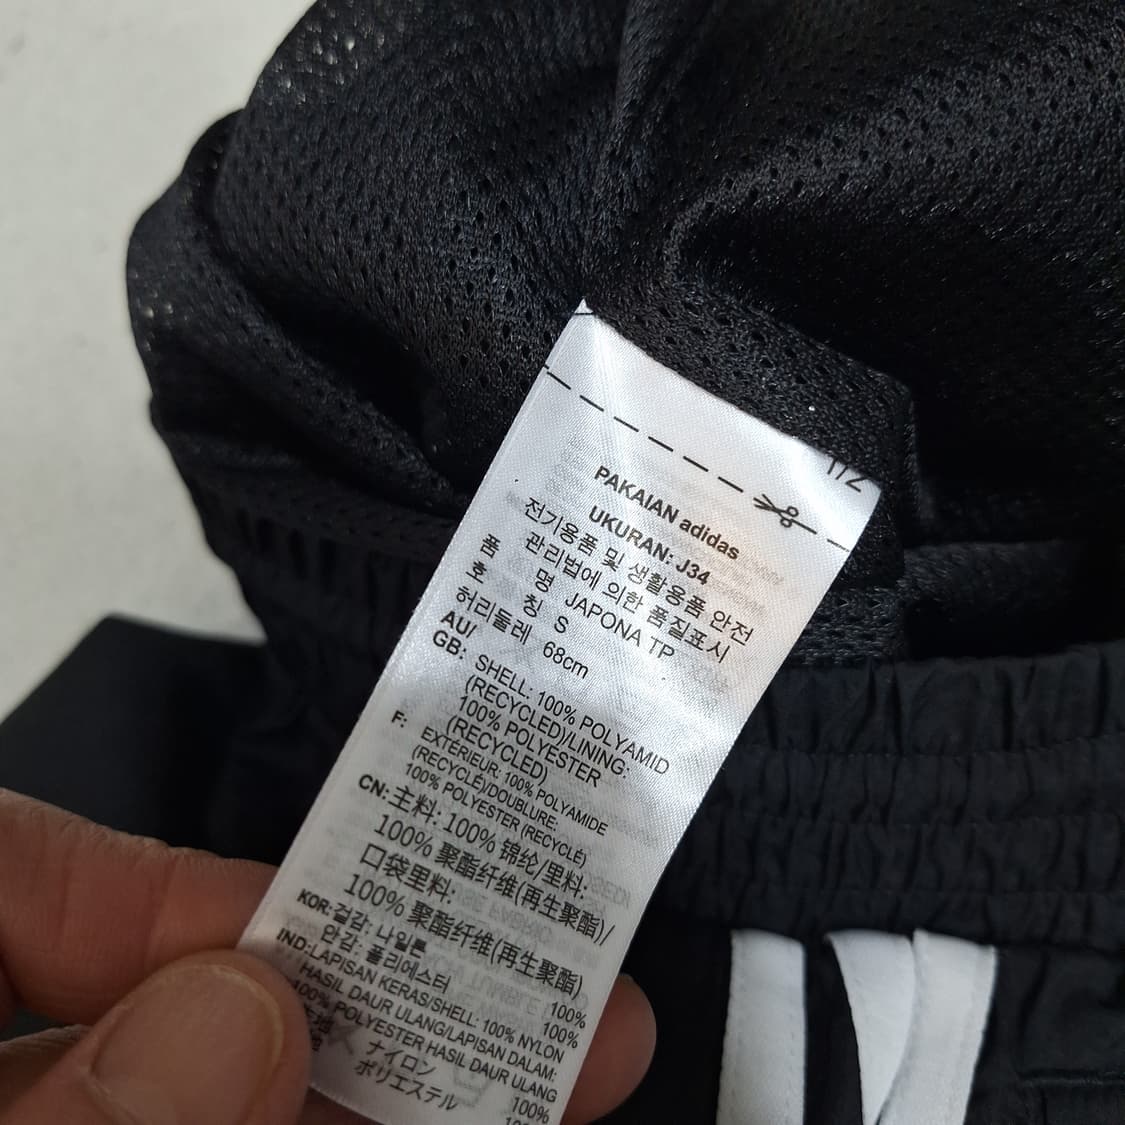 1/2
PAKAIAN adidas
UKURAN: J34
전기용품 및 생활용품 안전
관리법에 의한 품질표시
품 명 JAPONA TP
호 칭 S
허리둘레 68cm
AU/
GB: SHELL: 100% POLYAMID
(RECYCLED)/LINING:
100% POLYESTER
(RECYCLED)
F: EXTÉRIEUR: 100% POLYAMIDE
(RECYCLÉ)/DOUBLURE:
100% POLYESTER (RECYCLÉ)
CN: 主料: 100% 锦纶/里料:
100% 聚酯纤维(再生聚酯)/
口袋里料:
100% 聚酯纤维(再生聚酯)
KOR: 겉감: 나일론 100%
안감: 폴리에스터 100%
IND: LAPISAN KERAS/SHELL: 100% NYLON
HASIL DAUR ULANG/LAPISAN DALAM:
100% POLYESTER HASIL DAUR ULANG
ナイロン 100%
ポリエステル